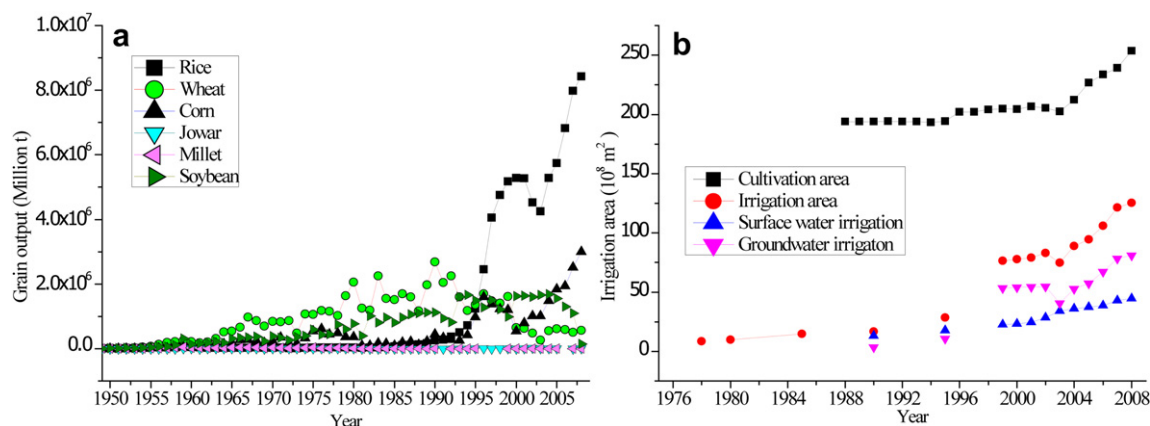 a
1.0x10⁷
8.0x10⁶
6.0x10⁶
4.0x10⁶
2.0x10⁶
0.0
Grain output (Million t)
Rice
Wheat
Corn
Jowar
Millet
Soybean
1950 1955 1960 1965 1970 1975 1980 1985 1990 1995 2000 2005
Year
b
250
200
150
100
50
0
Irrigation area (10⁸ m²)
Cultivation area
Irrigation area
Surface water irrigation
Groundwater irrigaton
1976 1980 1984 1988 1992 1996 2000 2004 2008
Year